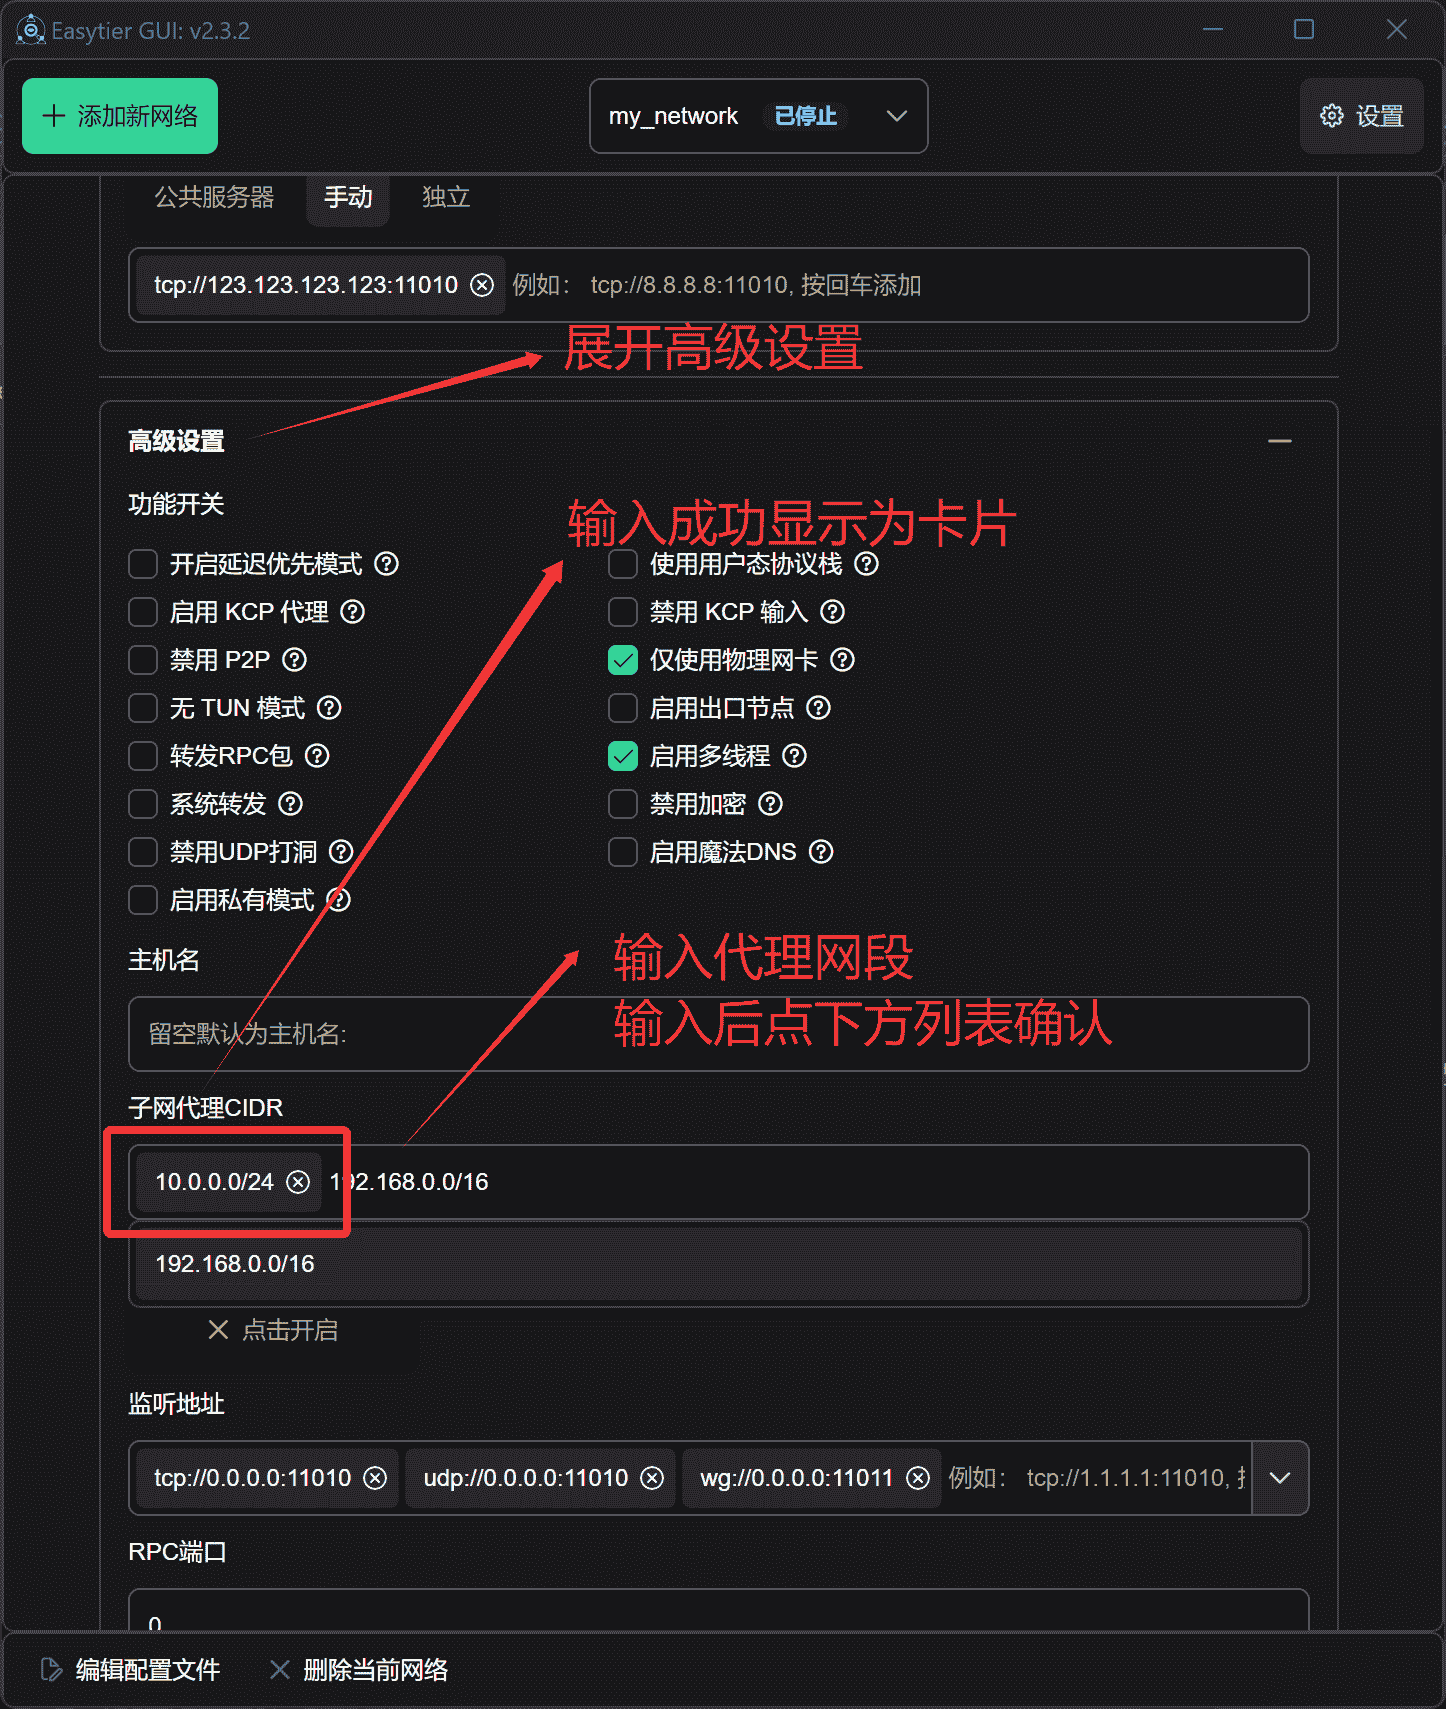 Easytier GUI: v2.3.2
添加新网络
my_network 已停止
设置
公共服务器 手动 独立
tcp://123.123.123.123:11010 例如： tcp://8.8.8.8:11010, 按回车添加
展开高级设置
高级设置
功能开关
输入成功显示为卡片
开启延迟优先模式 使用用户态协议栈
启用 KCP 代理 禁用 KCP 输入
禁用 P2P 仅使用物理网卡
无 TUN 模式 启用出口节点
转发RPC包 启用多线程
系统转发 禁用加密
禁用UDP打洞 启用魔法DNS
启用私有模式
主机名
输入代理网段
输入后点下方列表确认
留空默认为主机名:
子网代理CIDR
10.0.0.0/24 192.168.0.0/16
192.168.0.0/16
点击开启
监听地址
tcp://0.0.0.0:11010 udp://0.0.0.0:11010 wg://0.0.0.0:11011 例如： tcp://1.1.1.1:11010,
RPC端口
0
编辑配置文件 删除当前网络